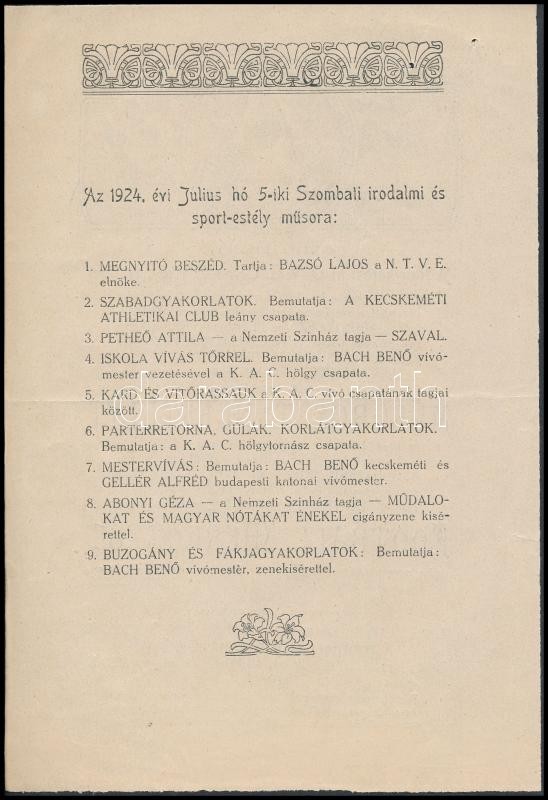 Az 1924. évi Julius hó 5-iki Szombati irodalmi és
sport-estély műsora:
1. MEGNYITÓ BESZÉD. Tartja: BAZSÓ LAJOS a N. T. V. E.
elnöke.
2. SZABADGYAKORLATOK. Bemutatja: A KECSKEMÉTI
ATHLETIKAI CLUB leány csapata.
3. PETHEŐ ATTILA — a Nemzeti Szinház tagja — SZAVAL.
4. ISKOLA VÍVÁS TŐRREL. Bemutatja: BACH BENŐ vívó-
mester vezetésével a K. A. C. hölgy csapata.
5. KARD ÉS VITŐRASSAUK a K. A. C. vívó csapatának tagjai
között.
6. PARTERRETORNA, GÚLÁK. KORLÁTGYAKORLATOK.
Bemutatja: a K. A. C. hölgytornász csapata.
7. MESTERVÍVÁS: Bemutatja: BACH BENŐ kecskeméti és
GELLÉR ALFRÉD budapesti katonai vívómester.
8. ABONYI GÉZA — a Nemzeti Szinház tagja — MŰDALO-
KAT ÉS MAGYAR NÓTÁKAT ÉNEKEL cigányzene kisé-
rettel.
9. BUZOGÁNY ÉS FÁKJAGYAKORLATOK: Bemutatja:
BACH BENŐ vívómestèr, zenekisérettel.
darabanth